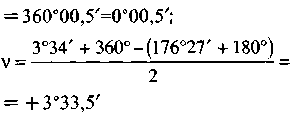 =360°00,5′=0°00,5′;
ν = 3°34′ + 360° − (176°27′ + 180°) / 2 =
= +3°33,5′